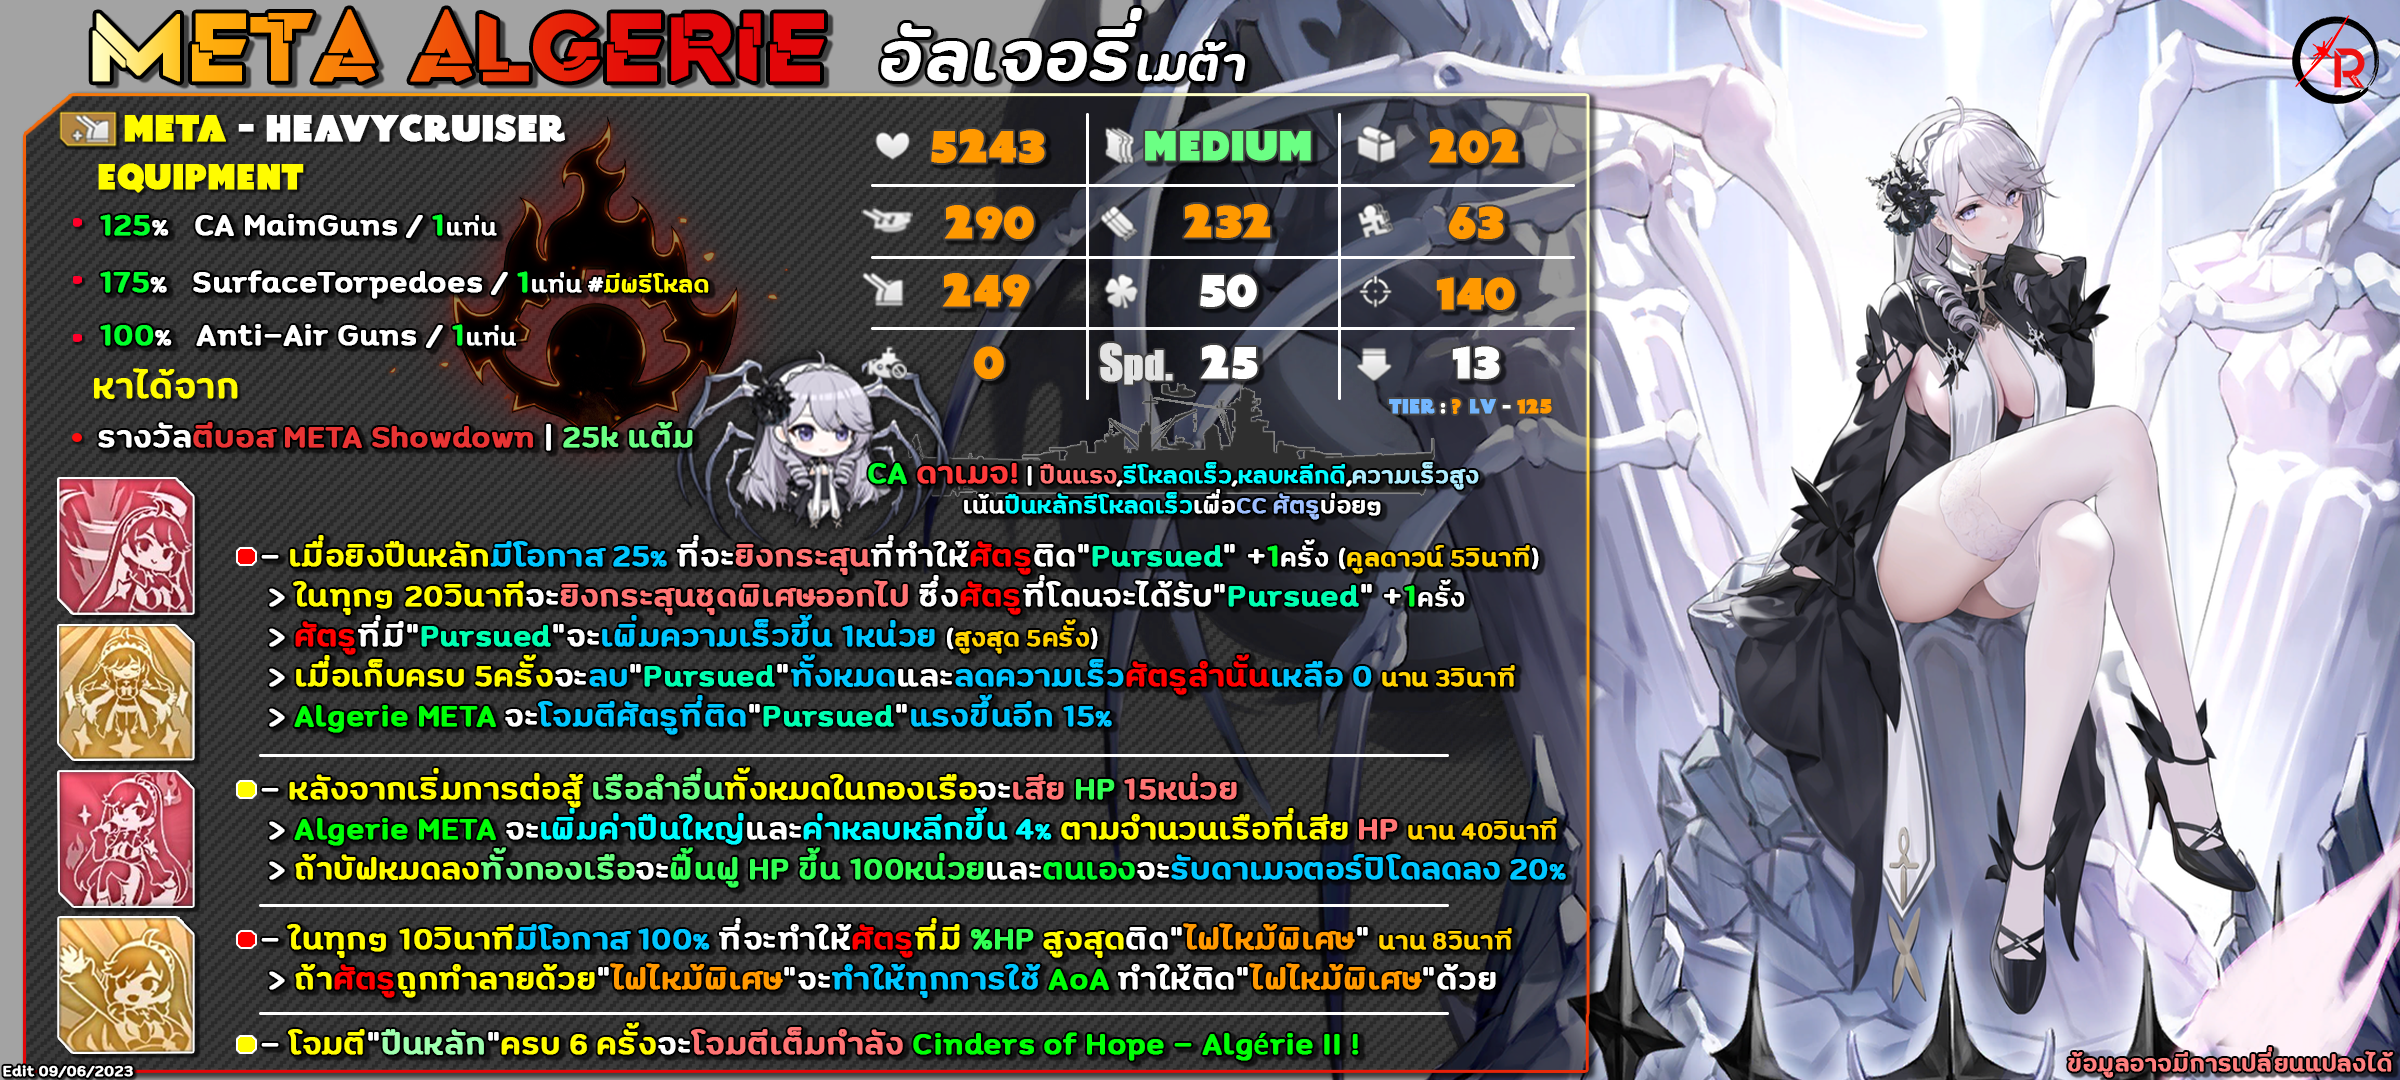 META ALGERIE อัลเจอรี่เมต้า
META - HEAVYCRUISER
EQUIPMENT
• 125% CA MainGuns / 1แท่น
• 175% SurfaceTorpedoes / 1แท่น #มีพรีโหลด
• 100% Anti-Air Guns / 1แท่น
หาได้จาก
• รางวัลตีบอส META Showdown | 25k แต้ม
5243 MEDIUM 202
290 232 63
249 50 140
0 Spd. 25 13
TIER : ? LV - 125
CA ดาเมจ! | ปืนแรง,รีโหลดเร็ว,หลบหลีกดี,ความเร็วสูง
เน้นปืนหลักรีโหลดเร็วเพื่อCC ศัตรูบ่อยๆ
- เมื่อยิงปืนหลักมีโอกาส 25% ที่จะยิงกระสุนที่ทำให้ศัตรูติด"Pursued" +1ครั้ง (คูลดาวน์ 5วินาที)
> ในทุกๆ 20วินาทีจะยิงกระสุนชุดพิเศษออกไป ซึ่งศัตรูที่โดนจะได้รับ"Pursued" +1ครั้ง
> ศัตรูที่มี"Pursued"จะเพิ่มความเร็วขึ้น 1หน่วย (สูงสุด 5ครั้ง)
> เมื่อเก็บครบ 5ครั้งจะลบ"Pursued"ทั้งหมดและลดความเร็วศัตรูลำนั้นเหลือ 0 นาน 3วินาที
> Algerie META จะโจมตีศัตรูที่ติด"Pursued"แรงขึ้นอีก 15%
- หลังจากเริ่มการต่อสู้ เรือลำอื่นทั้งหมดในกองเรือจะเสีย HP 15หน่วย
> Algerie META จะเพิ่มค่าปืนใหญ่และค่าหลบหลีกขึ้น 4% ตามจำนวนเรือที่เสีย HP นาน 40วินาที
> ถ้าบัฟหมดลงทั้งกองเรือจะฟื้นฟู HP ขึ้น 100หน่วยและตนเองจะรับดาเมจตอร์ปิโดลดลง 20%
- ในทุกๆ 10วินาทีมีโอกาส 100% ที่จะทำให้ศัตรูที่มี %HP สูงสุดติด"ไฟไหม้พิเศษ" นาน 8วินาที
> ถ้าศัตรูถูกทำลายด้วย"ไฟไหม้พิเศษ"จะทำให้ทุกการใช้ AoA ทำให้ติด"ไฟไหม้พิเศษ"ด้วย
- โจมตี"ปืนหลัก"ครบ 6 ครั้งจะโจมตีเต็มกำลัง Cinders of Hope - Algérie II !
Edit 09/06/2023
ข้อมูลอาจมีการเปลี่ยนแปลงได้
R